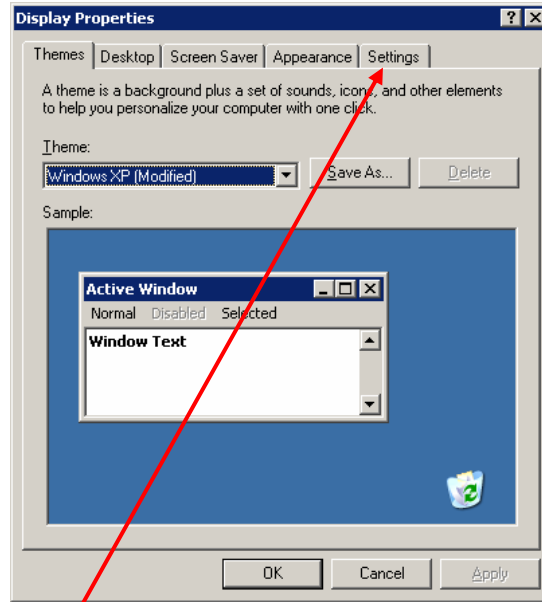 Display Properties
Themes Desktop Screen Saver Appearance Settings
A theme is a background plus a set of sounds, icons, and other elements
to help you personalize your computer with one click.
Theme:
Windows XP (Modified) Save As... Delete
Sample:
Active Window
Normal Disabled Selected
Window Text
OK Cancel Apply